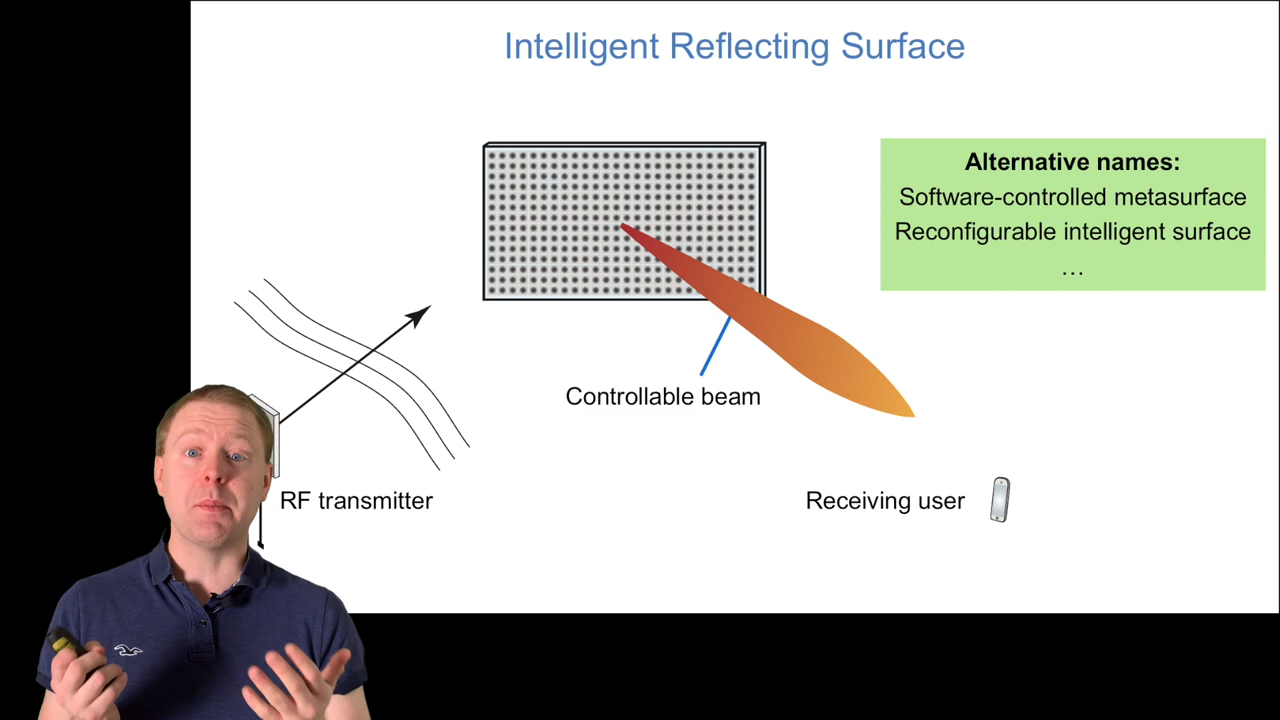 Intelligent Reflecting Surface
Alternative names:
Software-controlled metasurface
Reconfigurable intelligent surface
…
Controllable beam
RF transmitter
Receiving user